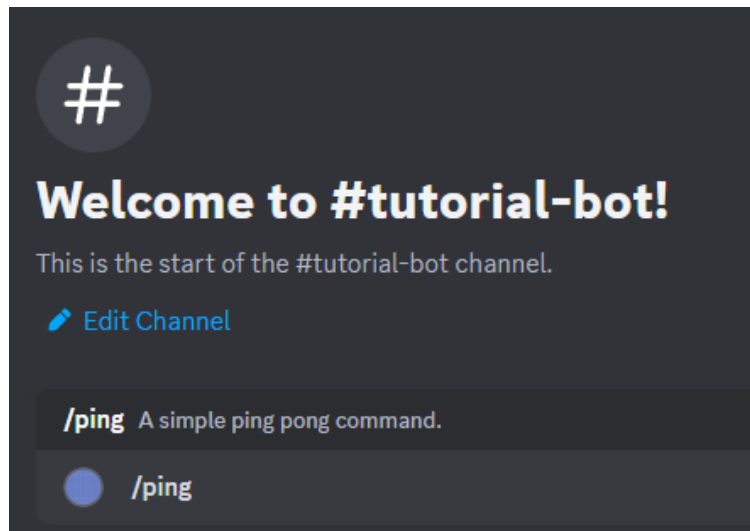 #
Welcome to #tutorial-bot!
This is the start of the #tutorial-bot channel.
Edit Channel
/ping A simple ping pong command.
/ping